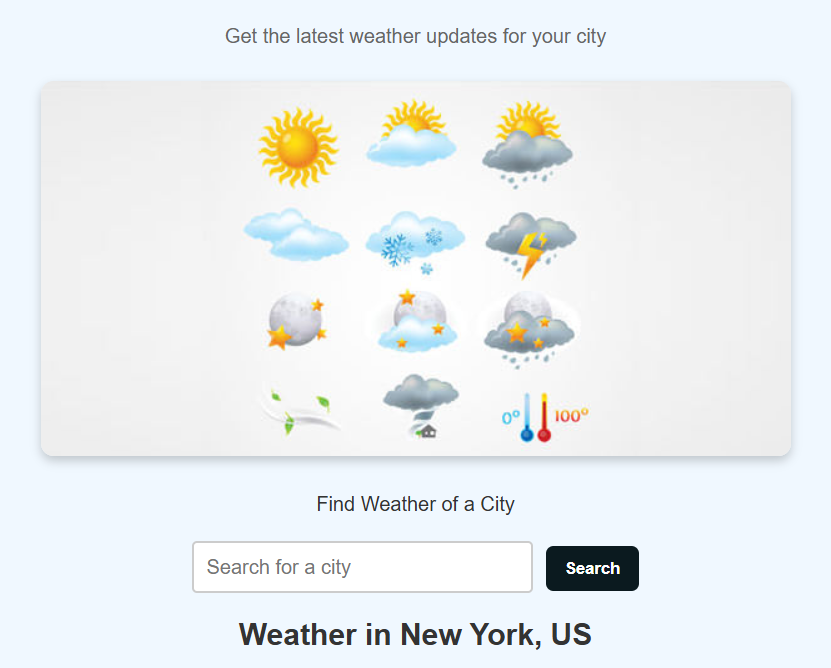 Get the latest weather updates for your city
0° 100°
Find Weather of a City
Search for a city
Search
Weather in New York, US